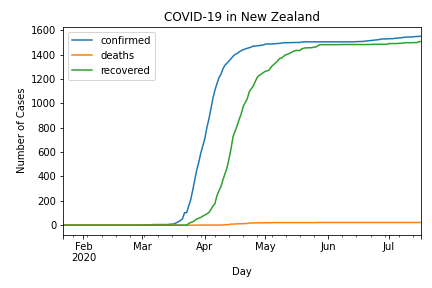 COVID-19 in New Zealand
confirmed
deaths
recovered
Number of Cases
1600
1400
1200
1000
800
600
400
200
0
Feb Mar Apr May Jun Jul
2020
Day